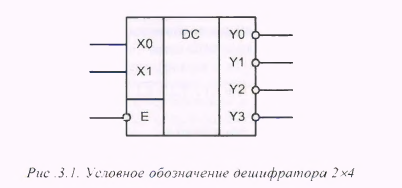 X0 DC Y0
X1 Y1
Y2
E Y3
Рис .3.1. Условное обозначение дешифратора 2×4